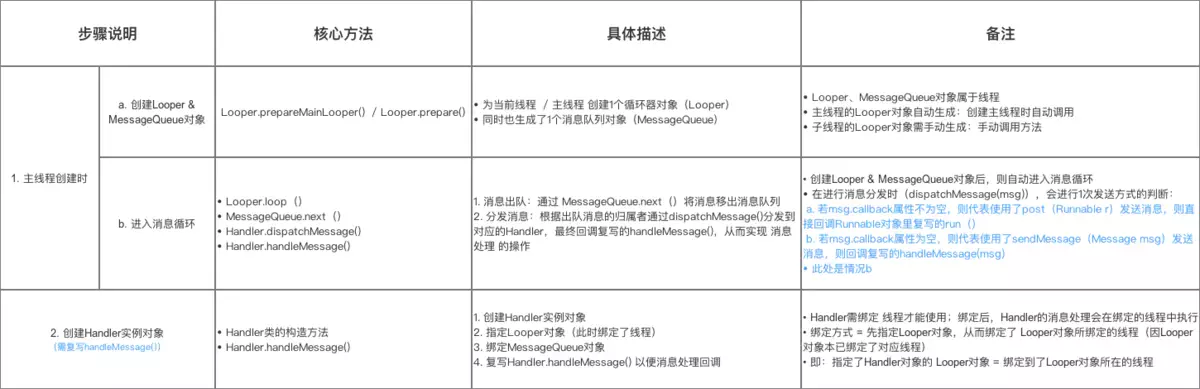 步骤说明
核心方法
具体描述
备注
1. 主线程创建时
a. 创建Looper &
MessageQueue对象
Looper.prepareMainLooper()  / Looper.prepare()
• 为当前线程 / 主线程 创建1个循环器对象（Looper）
• 同时也生成了1个消息队列对象（MessageQueue）
• Looper、MessageQueue对象属于线程
• 主线程的Looper对象自动生成：创建主线程时自动调用
• 子线程的Looper对象需手动生成：手动调用方法
b. 进入消息循环
• Looper.loop（）
• MessageQueue.next（）
• Handler.dispatchMessage()
• Handler.handleMessage()
1. 消息出队：通过 MessageQueue.next（）将消息移出消息队列
2. 分发消息：根据出队消息的归属者通过dispatchMessage()分发到
对应的Handler，最终回调复写的handleMessage()，从而实现 消息
处理 的操作
• 创建Looper & MessageQueue对象后，则自动进入消息循环
• 在进行消息分发时（dispatchMessage(msg)），会进行1次发送方式的判断：
a. 若msg.callback属性不为空，则代表使用了post（Runnable r）发送消息，则直
接回调Runnable对象里复写的run（）
b. 若msg.callback属性为空，则代表使用了sendMessage（Message msg）发送
消息，则回调复写的handleMessage(msg)
• 此处是情况b
2. 创建Handler实例对象
(需复写handleMessage())
• Handler类的构造方法
• Handler.handleMessage()
1. 创建Handler实例对象
2. 指定Looper对象（此时绑定了线程）
3. 绑定MessageQueue对象
4. 复写Handler.handleMessage() 以便消息处理回调
• Handler需绑定 线程才能使用；绑定后，Handler的消息处理会在绑定的线程中执行
• 绑定方式 = 先指定Looper对象，从而绑定了 Looper对象所绑定的线程（因Looper
对象本已绑定了对应线程）
• 即：指定了Handler对象的 Looper对象 = 绑定到了Looper对象所在的线程